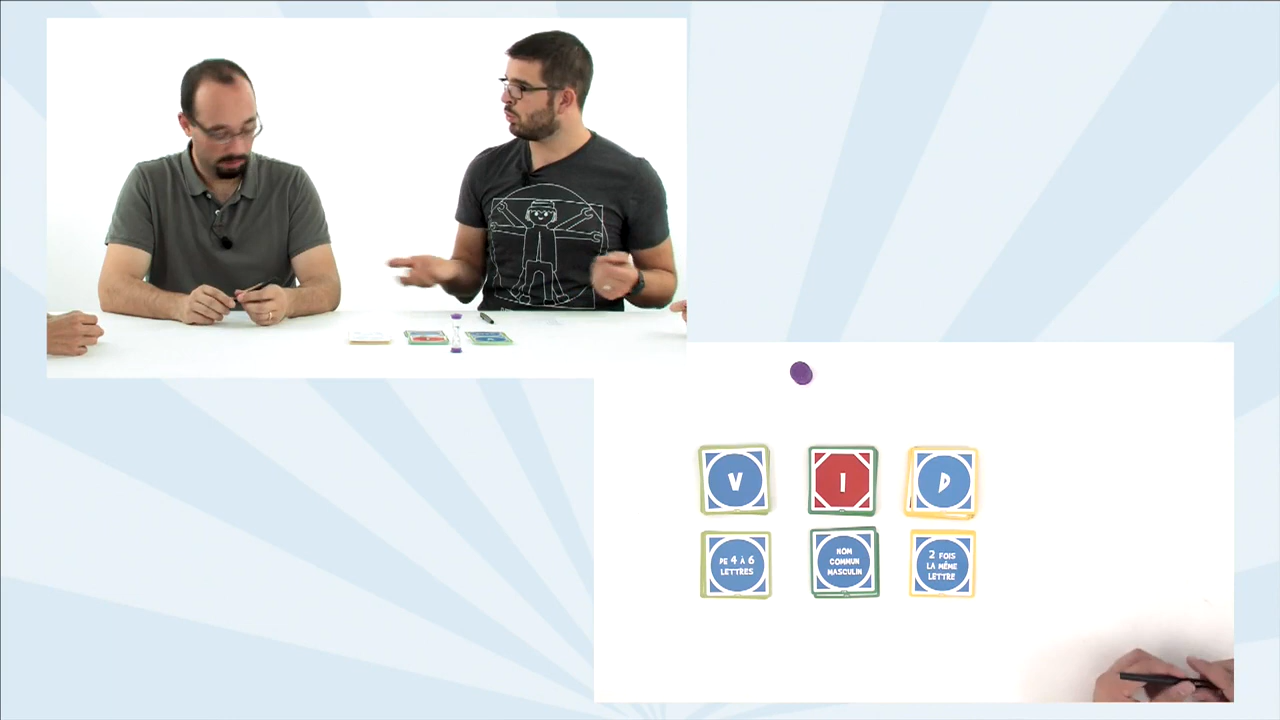 V
I
D
DE 4 À 6
LETTRES
NOM
COMMUN
MASCULIN
2 FOIS
LA MÊME
LETTRE